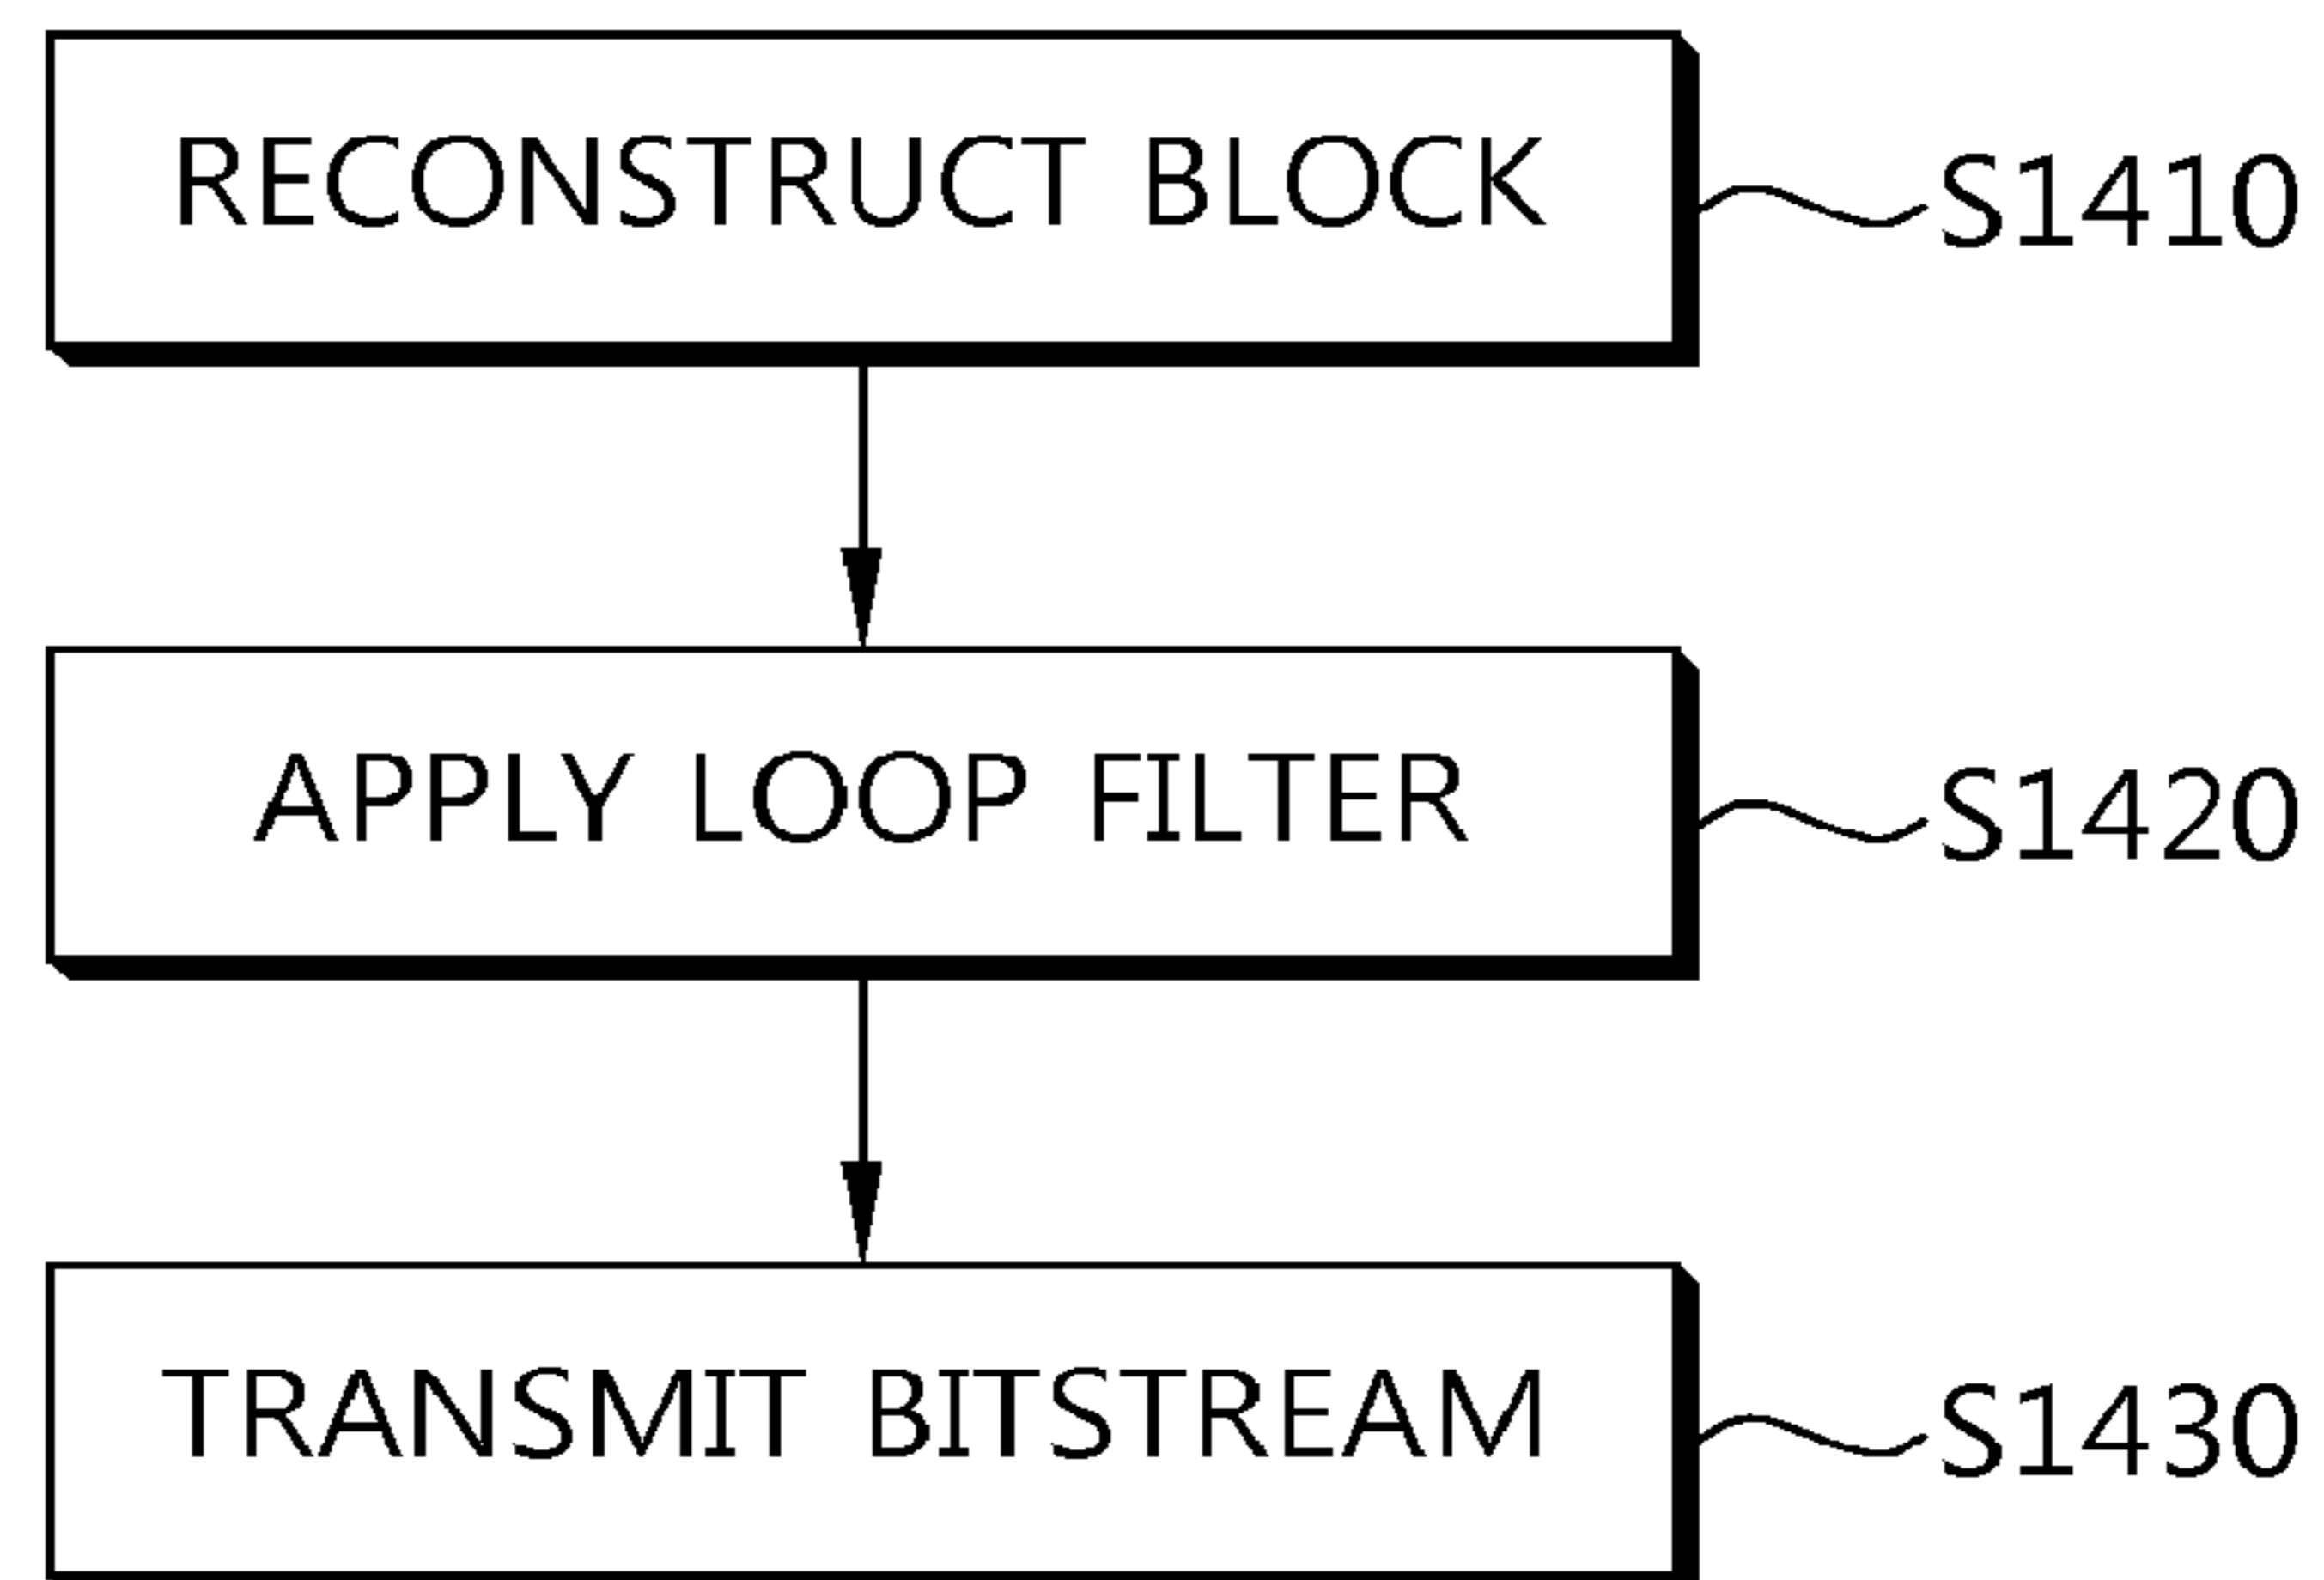 RECONSTRUCT BLOCK
S1410
APPLY LOOP FILTER
S1420
TRANSMIT BITSTREAM
S1430